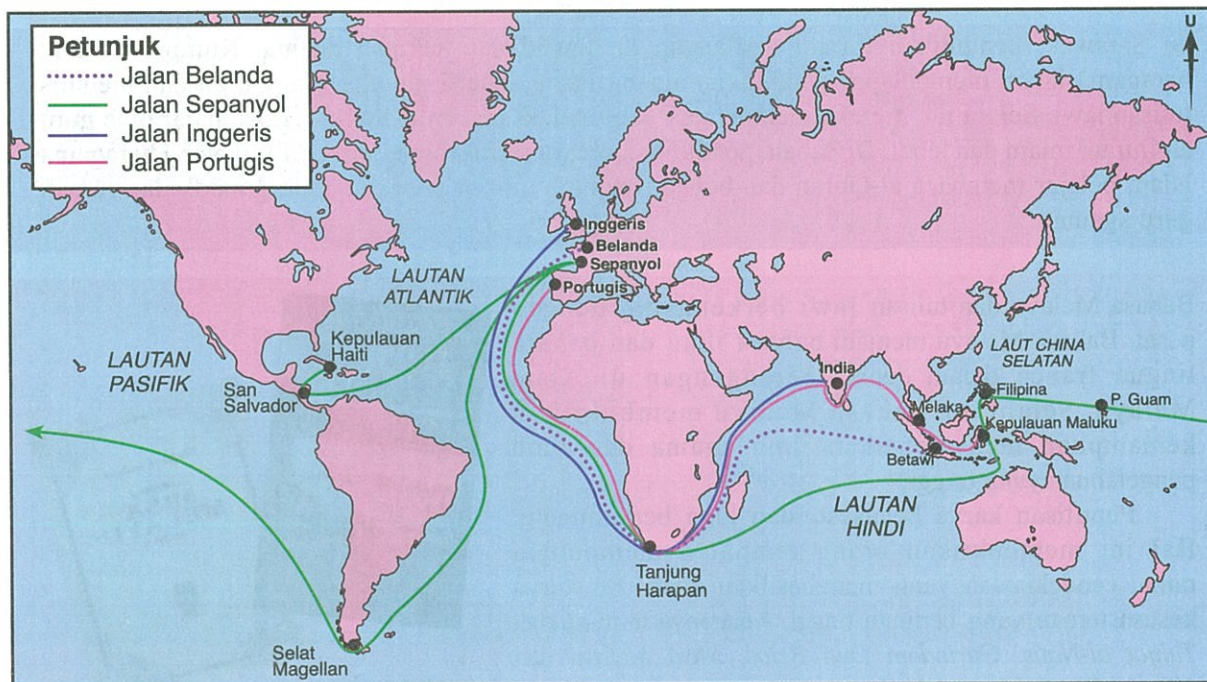 Petunjuk
Jalan Belanda
Jalan Sepanyol
Jalan Inggeris
Jalan Portugis
U
Inggeris
Belanda
Sepanyol
Portugis
LAUTAN
ATLANTIK
LAUTAN
PASIFIK
Kepulauan
Haiti
San
Salvador
India
LAUT CHINA
SELATAN
Filipina
P. Guam
Melaka
Kepulauan Maluku
Betawi
LAUTAN
HINDI
Tanjung
Harapan
Selat
Magellan